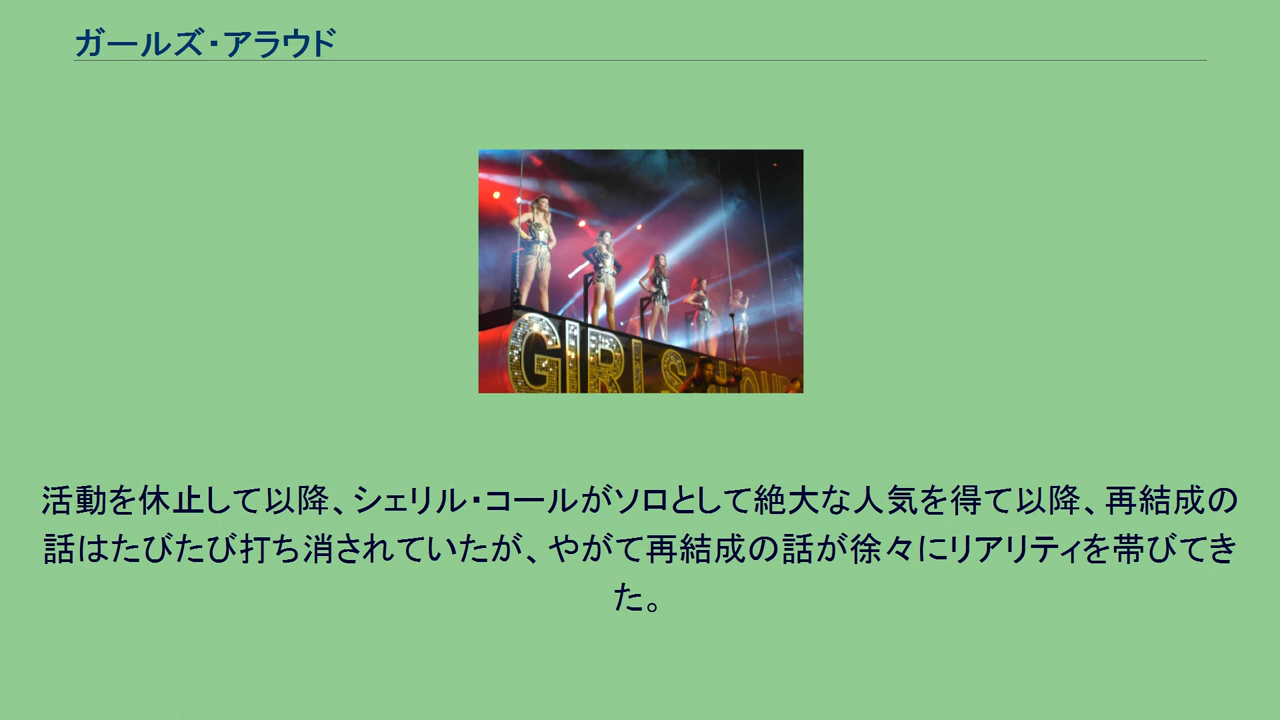 ガールズ・アラウド
GIRLS ALOUD
活動を休止して以降、シェリル・コールがソロとして絶大な人気を得て以降、再結成の
話はたびたび打ち消されていたが、やがて再結成の話が徐々にリアリティを帯びてき
た。